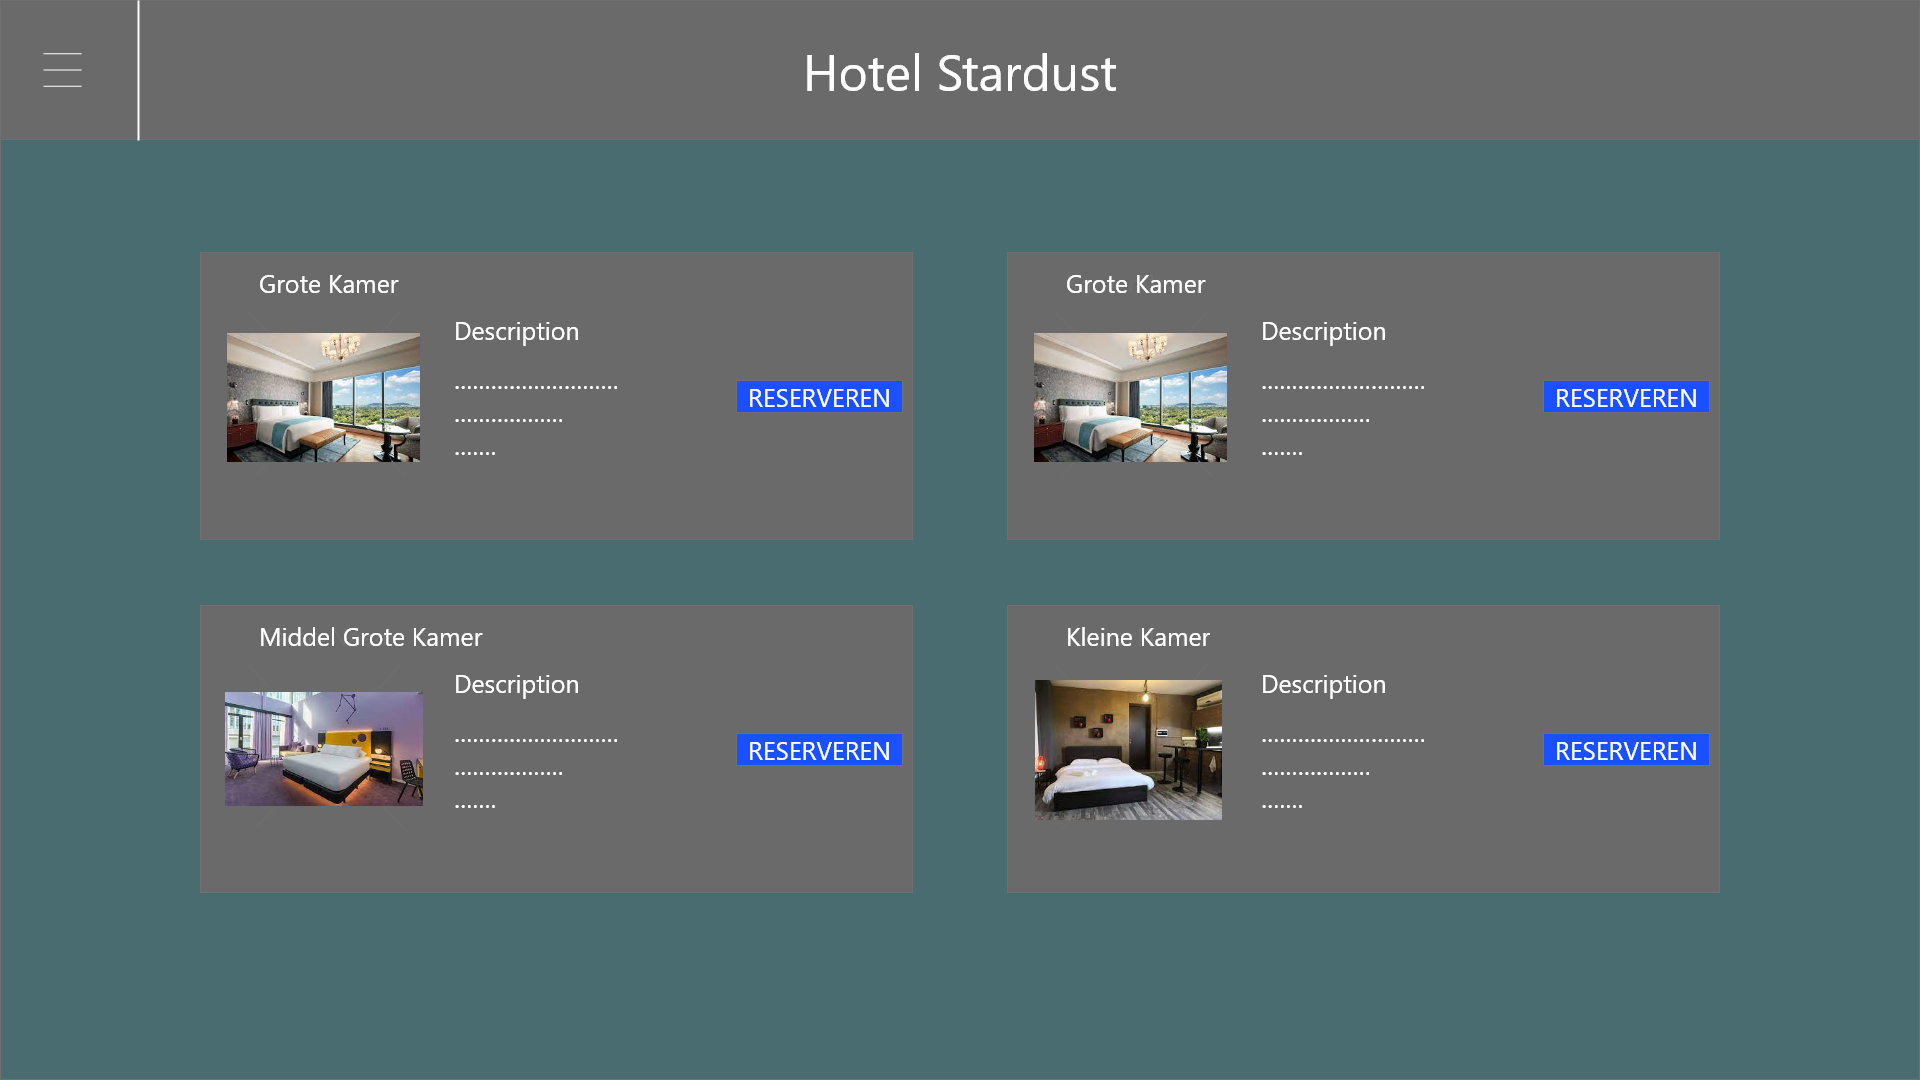 Hotel Stardust
Grote Kamer
Description
...........................
..................
.......
RESERVEREN
Grote Kamer
Description
...........................
..................
.......
RESERVEREN
Middel Grote Kamer
Description
...........................
..................
.......
RESERVEREN
Kleine Kamer
Description
...........................
..................
.......
RESERVEREN